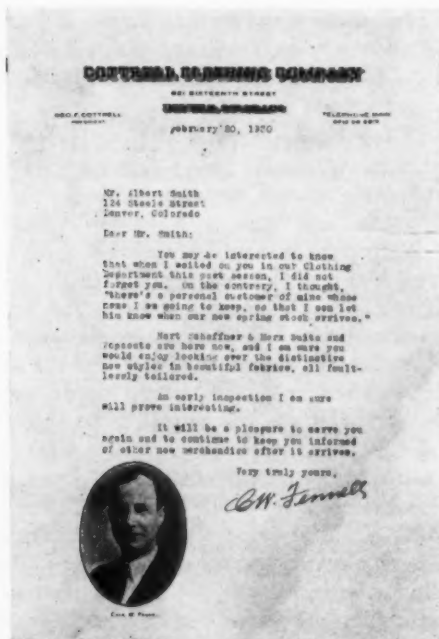 COTTRELL CLOTHING COMPANY
621 SIXTEENTH STREET
DENVER, COLORADO
GEO. F. COTTRELL
PRESIDENT
TELEPHONE MAIN
February 20, 1920
Mr. Albert Smith
124 Steele Street
Denver, Colorado
Dear Mr. Smith:
You may be interested to know
that when I waited on you in our Clothing
Department this past season, I did not
forget you. On the contrary, I thought,
"there's a personal customer of mine whose
name I am going to keep, so that I can let
him know when our new spring stock arrives."
Hart Schaffner & Marx Suits and
Topcoats are here now, and I am sure you
would enjoy looking over the distinctive
new styles in beautiful fabrics, all fault-
lessly tailored.
An early inspection I am sure
will prove interesting.
It will be a pleasure to serve you
again and to continue to keep you informed
of other new merchandise after it arrives.
Very truly yours,
C.W. Fennell
Chas. W. Fennell